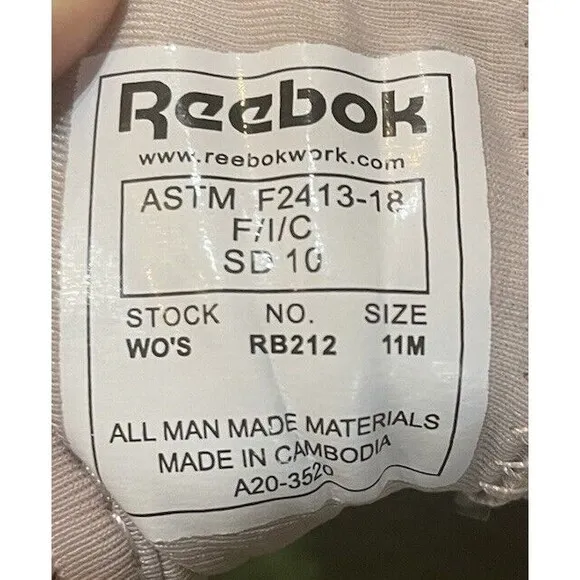 Reebok
www.reebokwork.com
ASTM F2413-18
F/I/C
SD 10
STOCK NO. SIZE
WO'S RB212 11M
ALL MAN MADE MATERIALS
MADE IN CAMBODIA
A20-3520